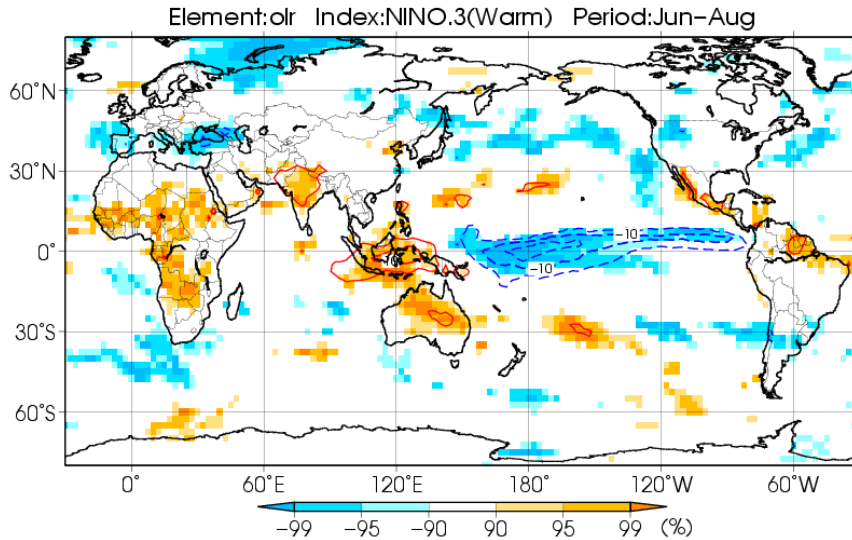 Element:olr Index:NINO.3(Warm) Period:Jun−Aug
60°N
30°N
0°
30°S
60°S
−10
−10
10
0° 60°E 120°E 180° 120°W 60°W
−99 −95 −90 90 95 99 (%)